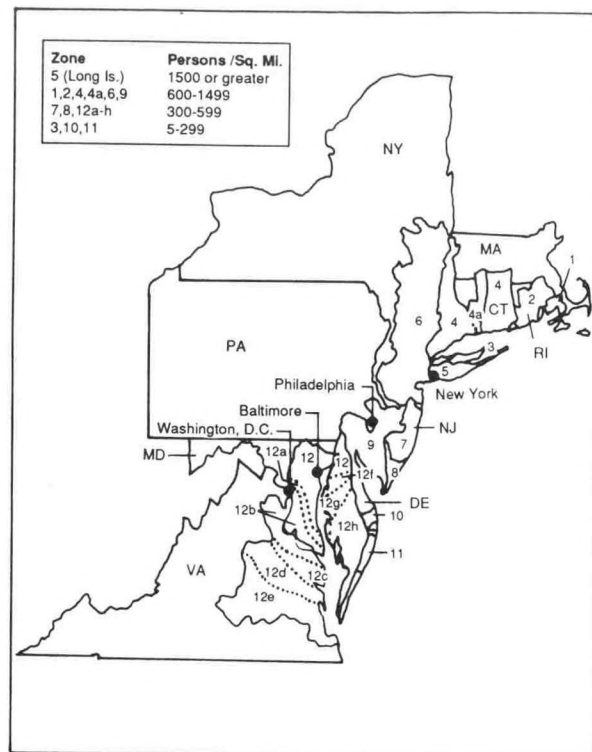 Zone Persons /Sq. Mi.
5 (Long Is.) 1500 or greater
1,2,4,4a,6,9 600-1499
7,8,12a-h 300-599
3,10,11 5-299
NY
MA
1
4
2
CT
4a
6
4
RI
3
PA
5
New York
Philadelphia
NJ
Baltimore
9
7
Washington, D.C.
MD
12a
12
12
12f
8
12g
DE
12b
10
12h
11
VA
12d
12c
12e